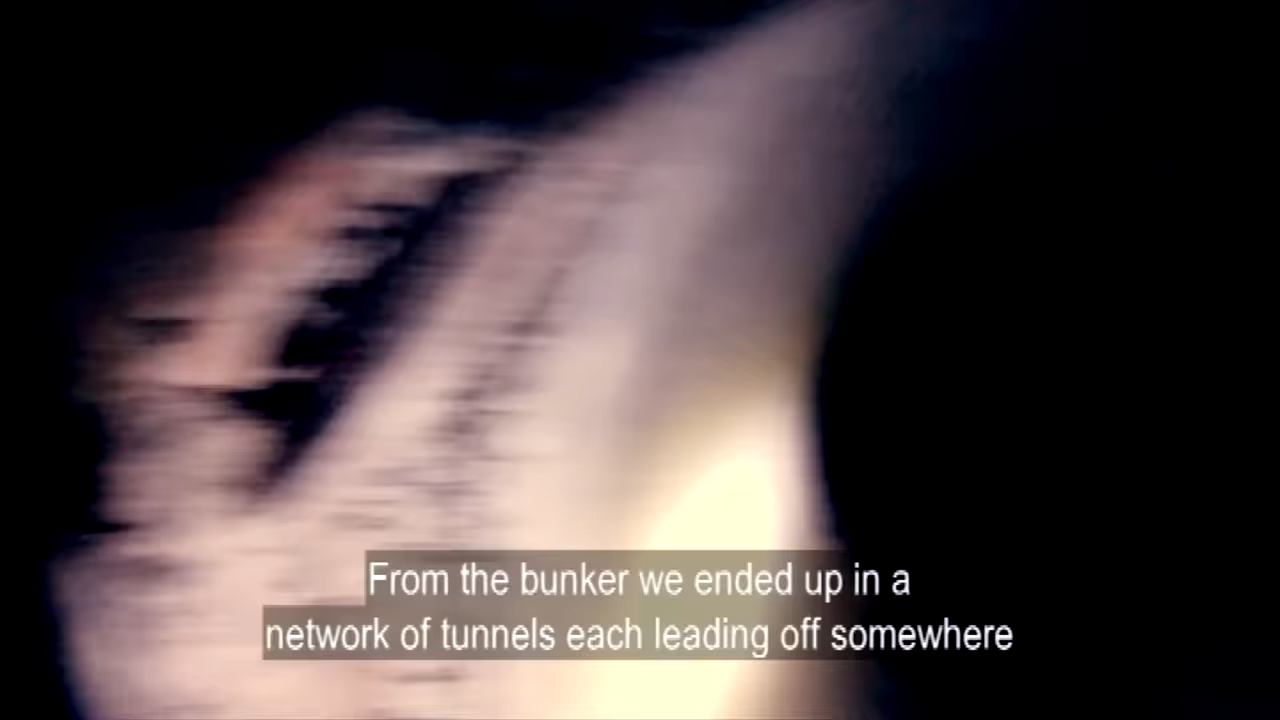 From the bunker we ended up in a
network of tunnels each leading off somewhere